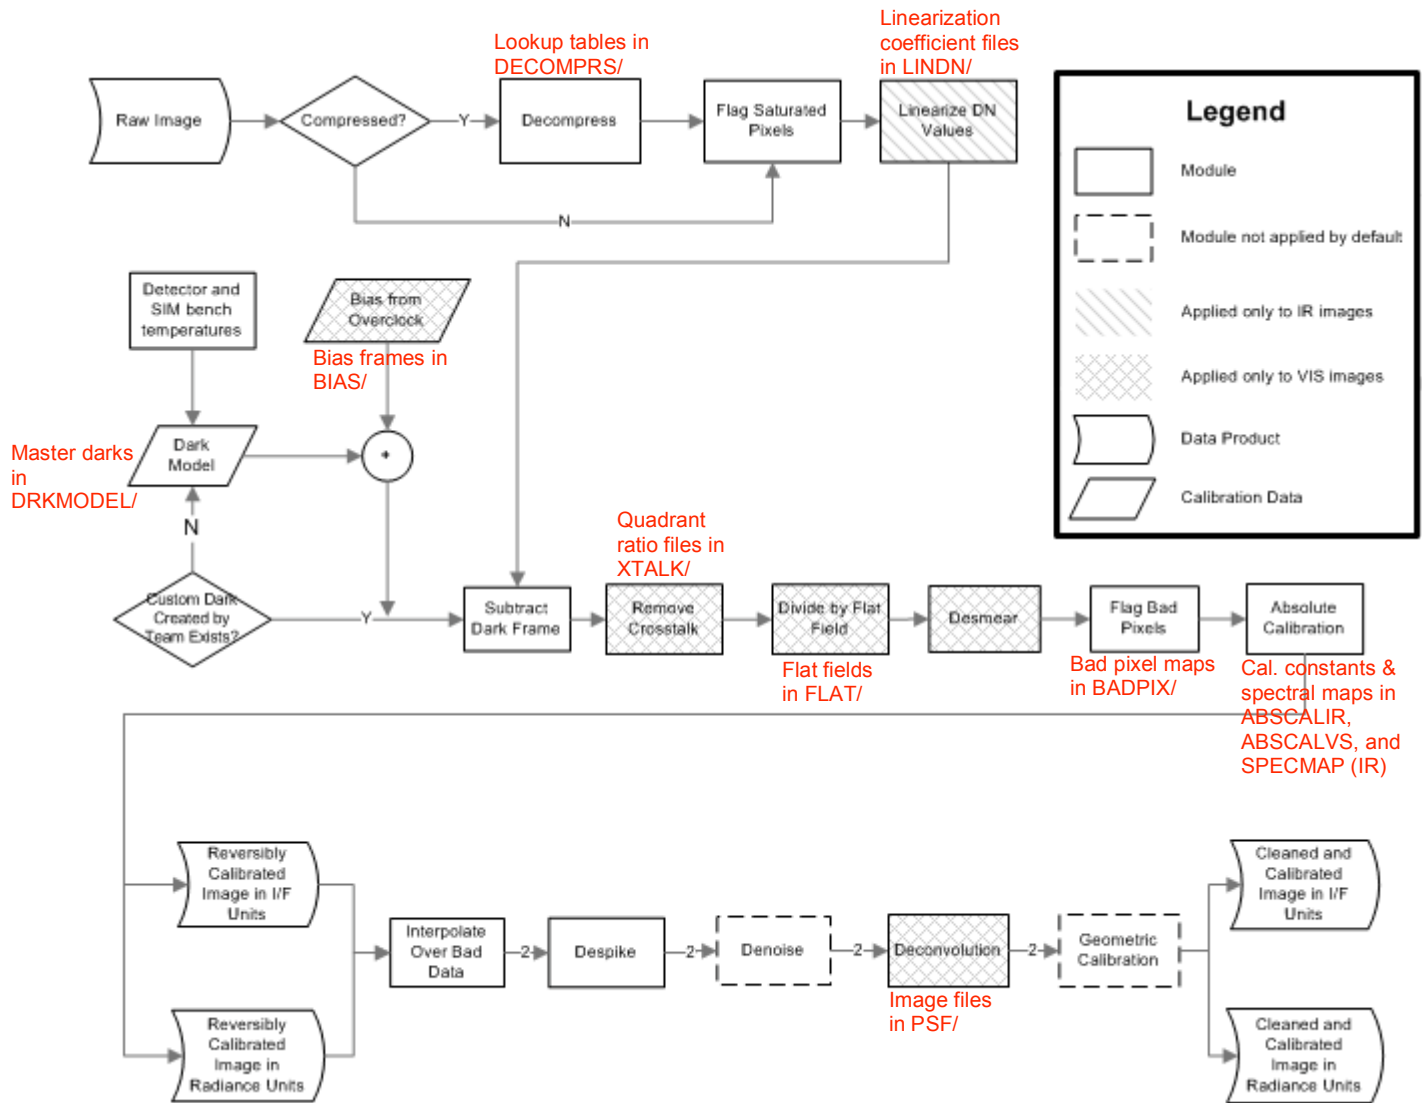 Lookup tables in
DECOMPRS/
Linearization
coefficient files
in LINDN/
Raw Image
Compressed?
Y
Decompress
Flag Saturated
Pixels
Linearize DN
Values
N
Legend
Module
Module not applied by default
Applied only to IR images
Applied only to VIS images
Data Product
Calibration Data
Detector and
SIM bench
temperatures
Bias from
Overclock
Bias frames in
BIAS/
Master darks
in
DRKMODEL/
Dark
Model
+
N
Custom Dark
Created by
Team Exists?
Y
Subtract
Dark Frame
Quadrant
ratio files in
XTALK/
Remove
Crosstalk
Divide by Flat
Field
Flat fields
in FLAT/
Desmear
Flag Bad
Pixels
Bad pixel maps
in BADPIX/
Absolute
Calibration
Cal. constants &
spectral maps in
ABSCALIR,
ABSCALVS, and
SPECMAP (IR)
Reversibly
Calibrated
Image in I/F
Units
Reversibly
Calibrated
Image in
Radiance Units
Interpolate
Over Bad
Data
2
Despike
2
Denoise
2
Deconvolution
Image files
in PSF/
2
Geometric
Calibration
Cleaned and
Calibrated
Image in I/F
Units
Cleaned and
Calibrated
Image in
Radiance Units